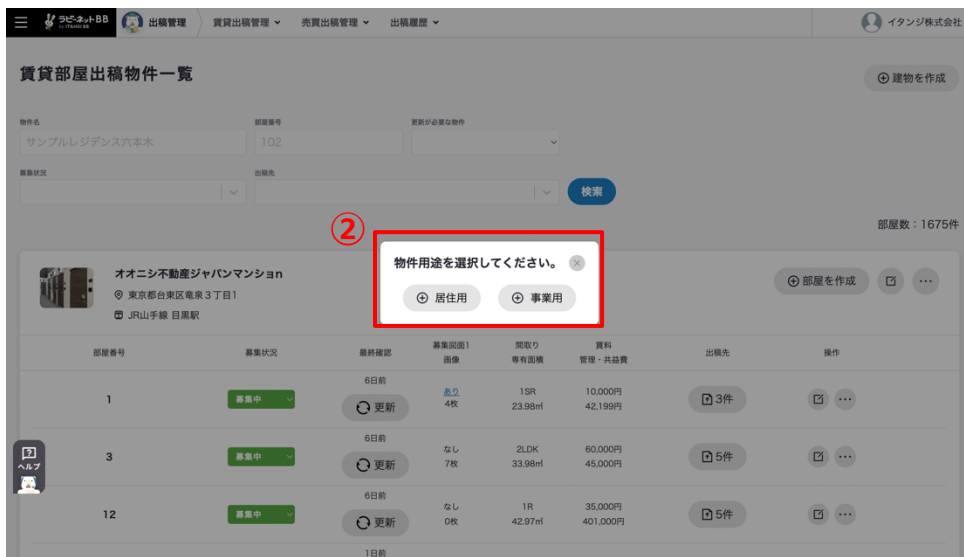 ラビーネットBB
by ITANDI BB
出稿管理
賃貸出稿管理
売買出稿管理
出稿履歴
イタンジ株式会社
賃貸部屋出稿物件一覧
建物を作成
物件名
部屋番号
更新が必要な物件
サンプルレジデンス六本木
102
募集状況
出稿先
検索
②
部屋数：1675件
物件用途を選択してください。
居住用
事業用
オオニシ不動産ジャパンマンションn
東京都台東区竜泉３丁目1
JR山手線 目黒駅
部屋を作成
部屋番号 募集状況 最終確認 募集図面1 画像 間取り 専有面積 賃料 管理・共益費 出稿先 操作
1 募集中 6日前 更新 あり 4枚 1SR 23.98㎡ 10,000円 42,199円 3件
3 募集中 6日前 更新 なし 7枚 2LDK 33.98㎡ 60,000円 45,000円 5件
12 募集中 6日前 更新 なし 0枚 1R 42.97㎡ 35,000円 401,000円 5件
1日前
?
ヘルプ